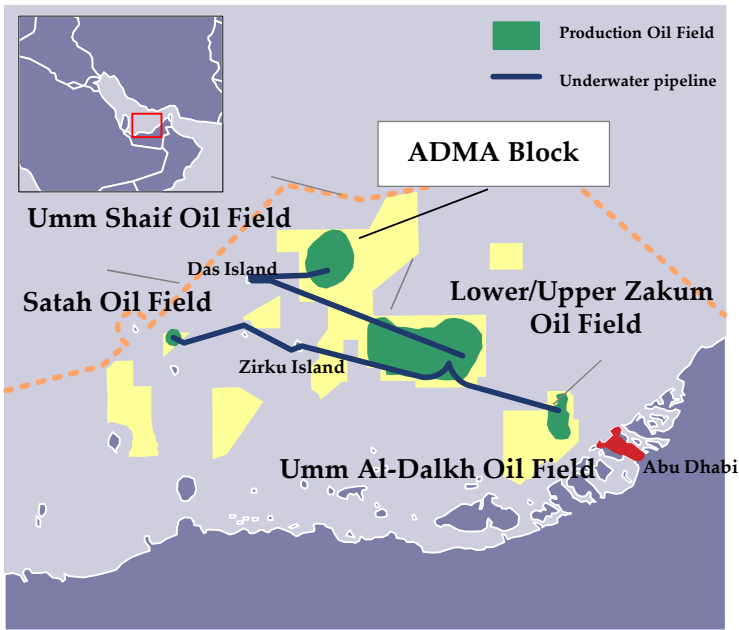 Production Oil Field
Underwater pipeline
ADMA Block
Umm Shaif Oil Field
Das Island
Satah Oil Field
Lower/Upper Zakum
Oil Field
Zirku Island
Umm Al-Dalkh Oil Field
Abu Dhabi